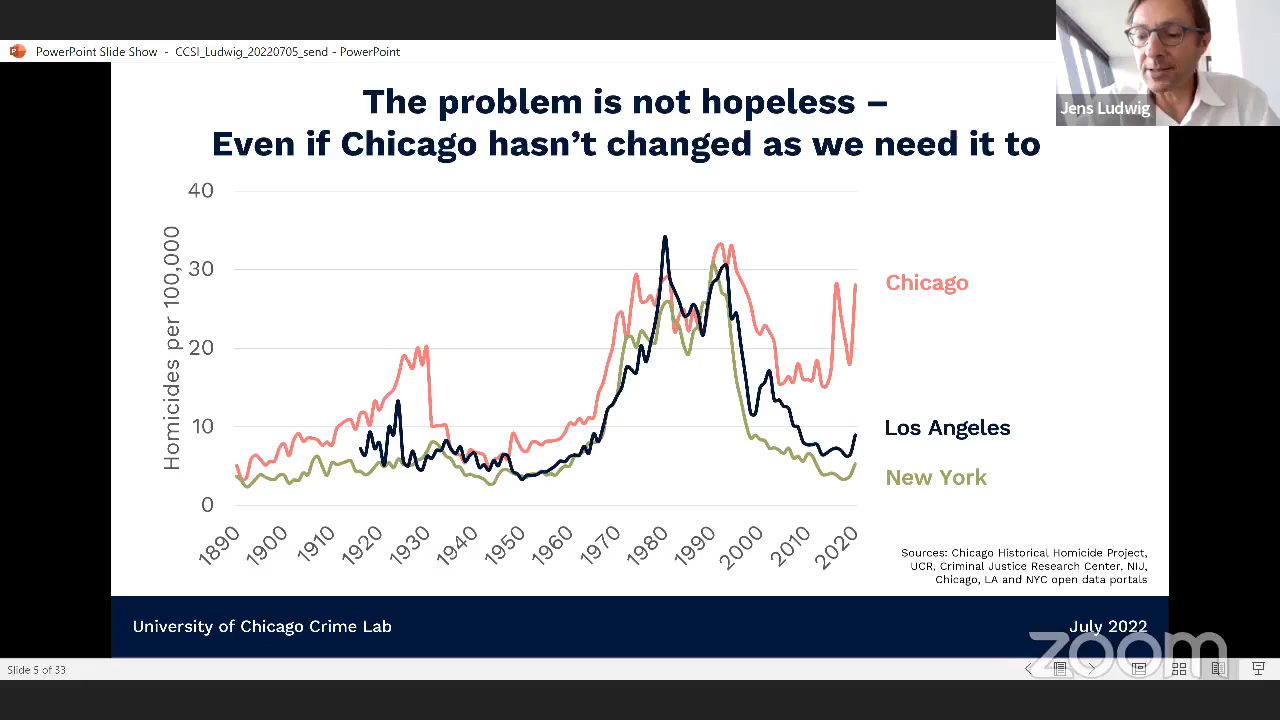 PowerPoint Slide Show - CCSI_Ludwig_20220705_send - PowerPoint
Jens Ludwig
The problem is not hopeless –
Even if Chicago hasn't changed as we need it to
Homicides per 100,000
40
30
20
10
0
1890
1900
1910
1920
1930
1940
1950
1960
1970
1980
1990
2000
2010
2020
Chicago
Los Angeles
New York
Sources: Chicago Historical Homicide Project,
UCR, Criminal Justice Research Center, NIJ,
Chicago, LA and NYC open data portals
University of Chicago Crime Lab
July 2022
zoom
Slide 5 of 33